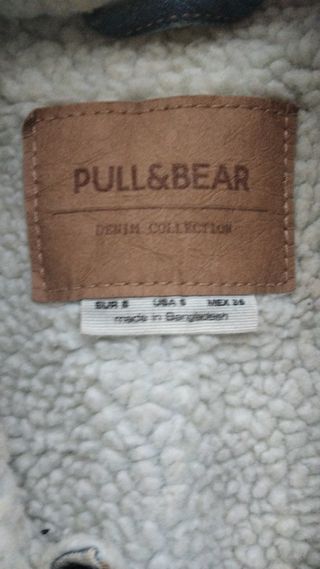 PULL&BEAR
DENIM COLLECTION
EUR S USA S MEX 26
made in Bangladesh